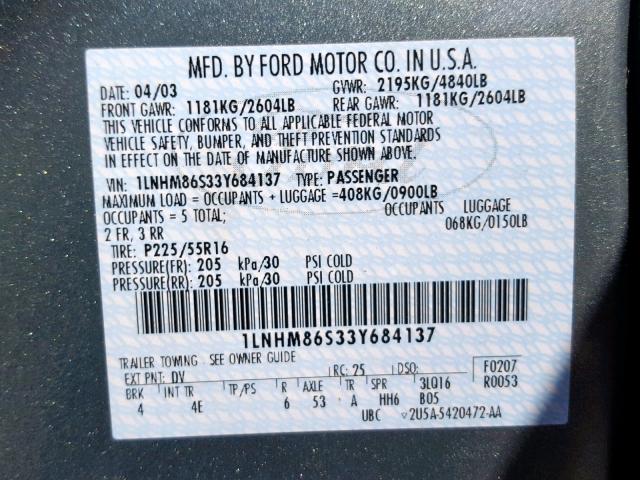 MFD. BY FORD MOTOR CO. IN U.S.A.
DATE: 04/03 GVWR: 2195KG/4840LB
FRONT GAWR: 1181KG/2604LB REAR GAWR: 1181KG/2604LB
THIS VEHICLE CONFORMS TO ALL APPLICABLE FEDERAL MOTOR
VEHICLE SAFETY, BUMPER, AND THEFT PREVENTION STANDARDS
IN EFFECT ON THE DATE OF MANUFACTURE SHOWN ABOVE.
VIN: 1LNHM86S33Y684137 TYPE: PASSENGER
MAXIMUM LOAD = OCCUPANTS + LUGGAGE =408KG/0900LB
OCCUPANTS = 5 TOTAL; OCCUPANTS LUGGAGE
2 FR, 3 RR 068KG/0150LB
TIRE: P225/55R16
PRESSURE(FR): 205 kPa/30 PSI COLD
PRESSURE(RR): 205 kPa/30 PSI COLD
1LNHM86S33Y684137
TRAILER TOWING - SEE OWNER GUIDE
EXT PNT: DV RC: 25 DSO: F0207
BRK INT TR TP/PS R AXLE TR SPR 3LQ16 R0053
4 4E 6 53 A HH6 B05
UBC 2U5A-5420472-AA